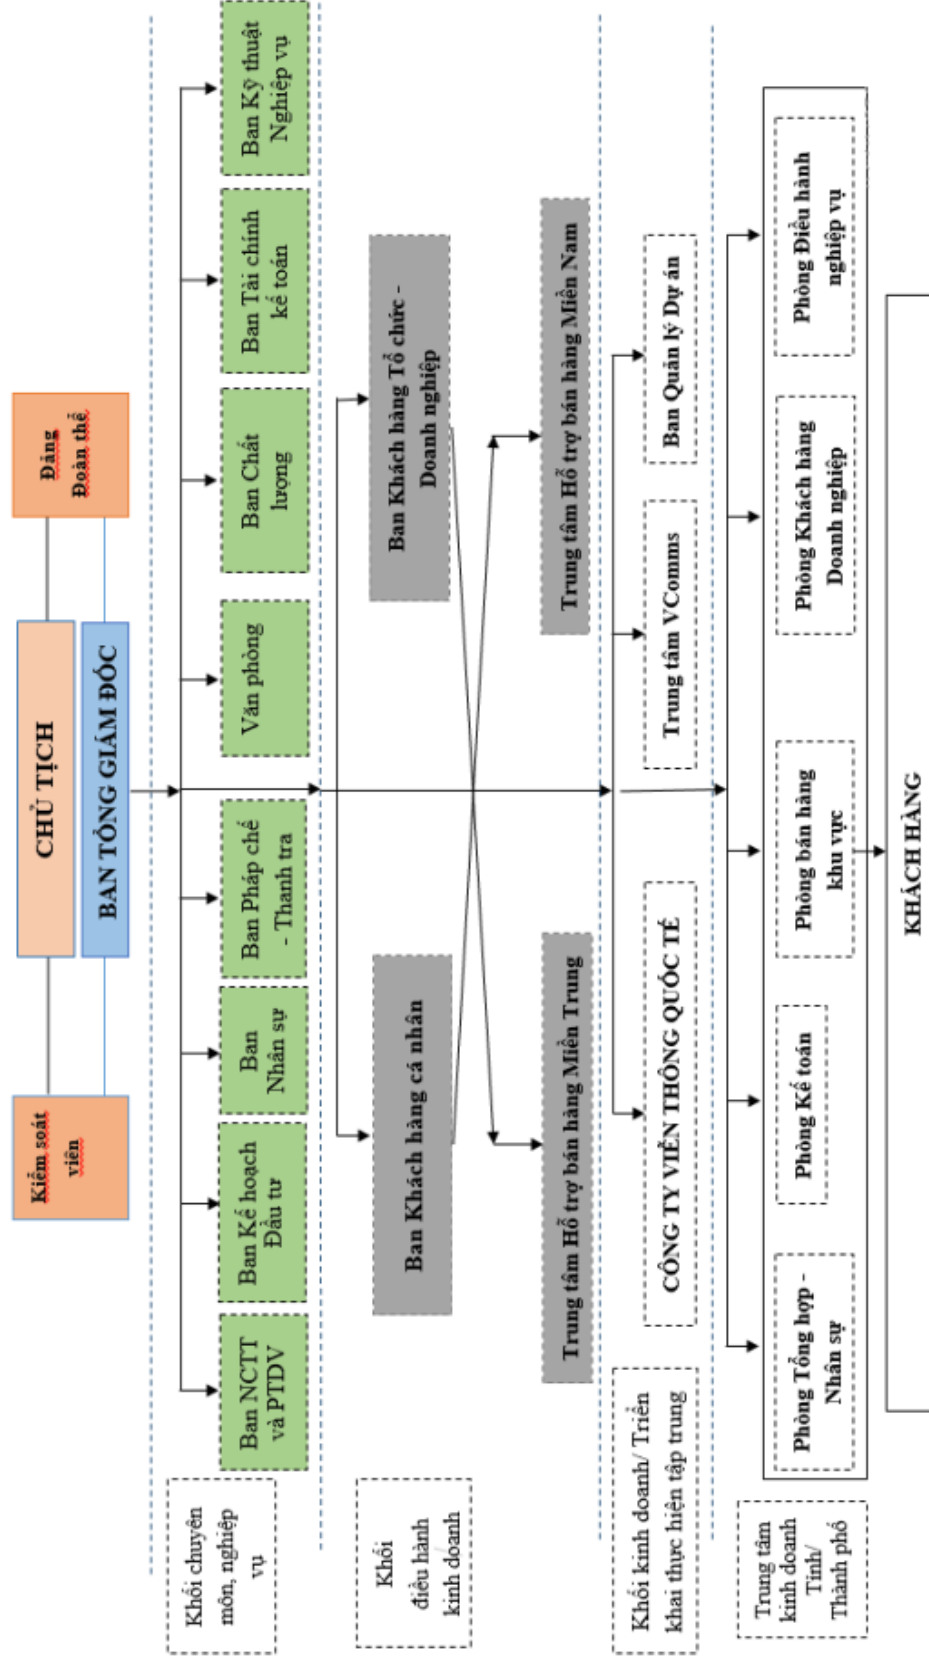 Kiểm soát
viên
CHỦ TỊCH
BAN TỔNG GIÁM ĐỐC
Đảng
Đoàn thể
Khối chuyên
môn, nghiệp
vụ
Ban NCTT
và PTDV
Ban Kế hoạch
Đầu tư
Ban
Nhân sự
Ban Pháp chế
- Thanh tra
Văn phòng
Ban Chất
lượng
Ban Tài chính
kế toán
Ban Kỹ thuật
Nghiệp vụ
Khối
điều hành
kinh doanh
Ban Khách hàng cá nhân
Ban Khách hàng Tổ chức -
Doanh nghiệp
Trung tâm Hỗ trợ bán hàng Miền Trung
Trung tâm Hỗ trợ bán hàng Miền Nam
Khối kinh doanh/ Triển
khai thực hiện tập trung
CÔNG TY VIỄN THÔNG QUỐC TẾ
Trung tâm VComms
Ban Quản lý Dự án
Trung tâm
kinh doanh
Tỉnh/
Thành phố
Phòng Tổng hợp -
Nhân sự
Phòng Kế toán
Phòng bán hàng
khu vực
Phòng Khách hàng
Doanh nghiệp
Phòng Điều hành
nghiệp vụ
KHÁCH HÀNG